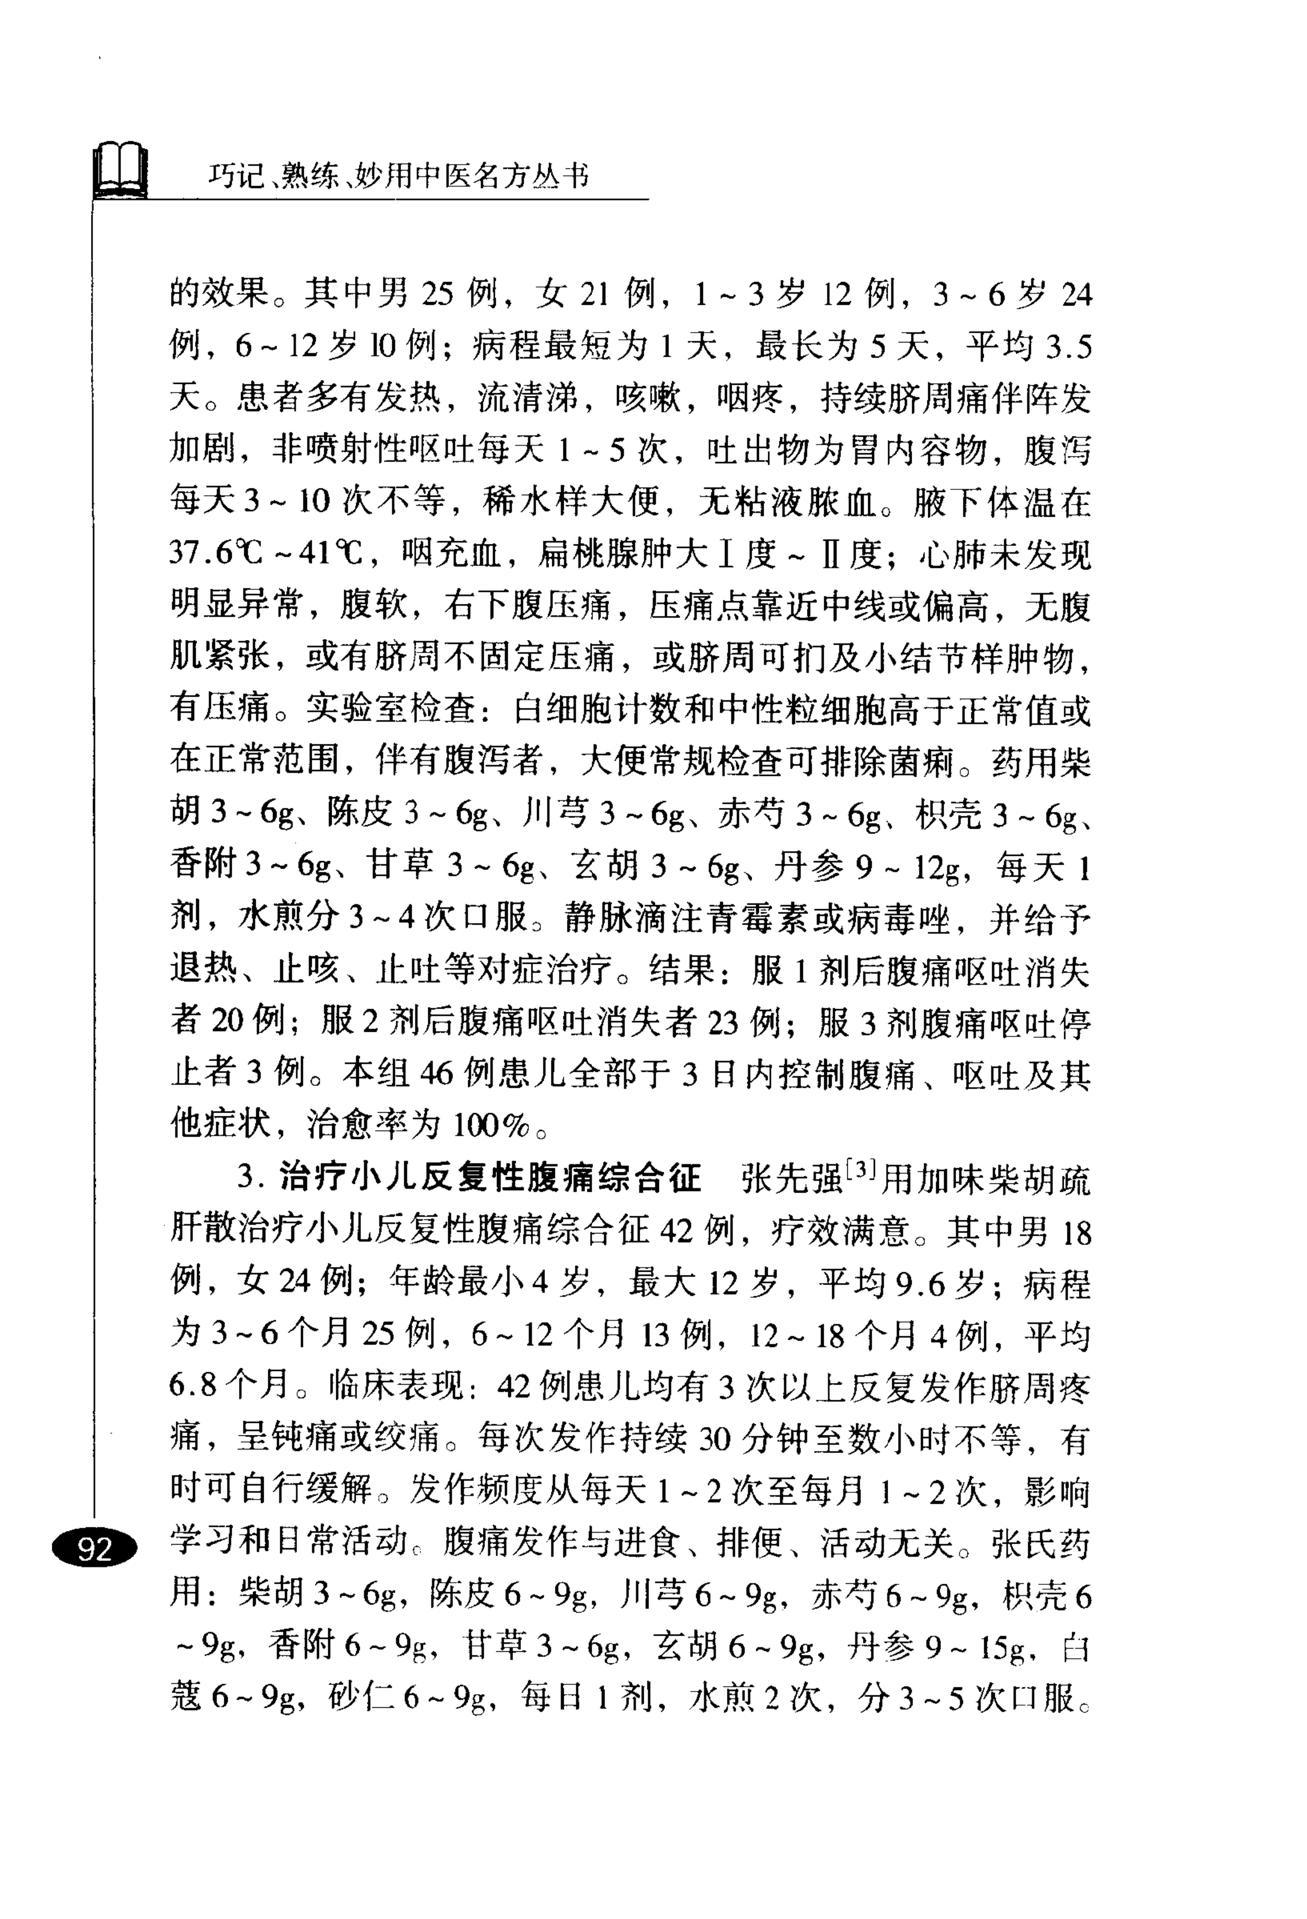 巧记、熟练、妙用中医名方丛书
的效果。其中男 25 例，女 21 例，1～3 岁 12 例，3～6 岁 24
例，6～12 岁 10 例；病程最短为 1 天，最长为 5 天，平均 3.5
天。患者多有发热，流清涕，咳嗽，咽疼，持续脐周痛伴阵发
加剧，非喷射性呕吐每天 1～5 次，吐出物为胃内容物，腹泻
每天 3～10 次不等，稀水样大便，无粘液脓血。腋下体温在
37.6℃～41℃，咽充血，扁桃腺肿大Ⅰ度～Ⅱ度；心肺未发现
明显异常，腹软，右下腹压痛，压痛点靠近中线或偏高，无腹
肌紧张，或有脐周不固定压痛，或脐周可扪及小结节样肿物，
有压痛。实验室检查：白细胞计数和中性粒细胞高于正常值或
在正常范围，伴有腹泻者，大便常规检查可排除菌痢。药用柴
胡 3～6g、陈皮 3～6g、川芎 3～6g、赤芍 3～6g、枳壳 3～6g、
香附 3～6g、甘草 3～6g、玄胡 3～6g、丹参 9～12g，每天 1
剂，水煎分 3～4 次口服。静脉滴注青霉素或病毒唑，并给予
退热、止咳、止吐等对症治疗。结果：服 1 剂后腹痛呕吐消失
者 20 例；服 2 剂后腹痛呕吐消失者 23 例；服 3 剂腹痛呕吐停
止者 3 例。本组 46 例患儿全部于 3 日内控制腹痛、呕吐及其
他症状，治愈率为 100%。
3. 治疗小儿反复性腹痛综合征 张先强[3]用加味柴胡疏
肝散治疗小儿反复性腹痛综合征 42 例，疗效满意。其中男 18
例，女 24 例；年龄最小 4 岁，最大 12 岁，平均 9.6 岁；病程
为 3～6 个月 25 例，6～12 个月 13 例，12～18 个月 4 例，平均
6.8 个月。临床表现：42 例患儿均有 3 次以上反复发作脐周疼
痛，呈钝痛或绞痛。每次发作持续 30 分钟至数小时不等，有
时可自行缓解。发作频度从每天 1～2 次至每月 1～2 次，影响
学习和日常活动。腹痛发作与进食、排便、活动无关。张氏药
用：柴胡 3～6g，陈皮 6～9g，川芎 6～9g，赤芍 6～9g，枳壳 6
～9g，香附 6～9g，甘草 3～6g，玄胡 6～9g，丹参 9～15g，白
蔻 6～9g，砂仁 6～9g，每日 1 剂，水煎 2 次，分 3～5 次口服。
92